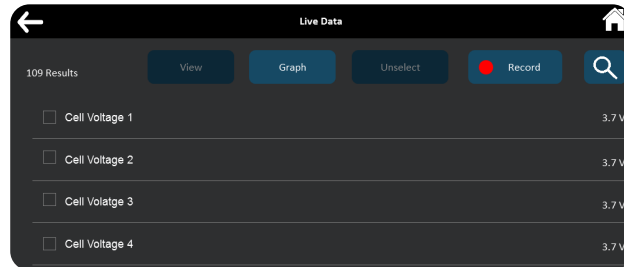 Live Data
109 Results
View
Graph
Unselect
Record
Cell Voltage 1
3.7 V
Cell Voltage 2
3.7 V
Cell Volatge 3
3.7 V
Cell Voltage 4
3.7 V